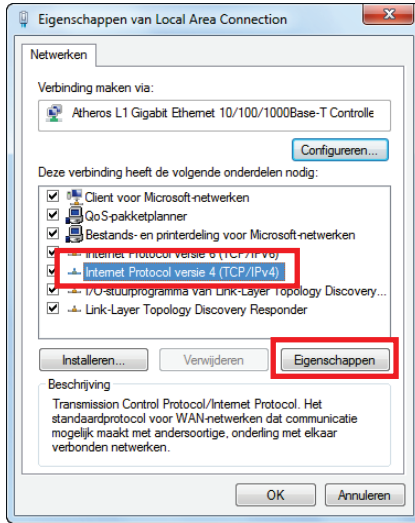 Eigenschappen van Local Area Connection
Netwerken
Verbinding maken via:
Atheros L1 Gigabit Ethernet 10/100/1000Base-T Controlle
Configureren...
Deze verbinding heeft de volgende onderdelen nodig:
Client voor Microsoft-netwerken
QoS-pakketplanner
Bestands- en printerdeling voor Microsoft-netwerken
Internet Protocol versie 6 (TCP/IPv6)
Internet Protocol versie 4 (TCP/IPv4)
I/O-stuurprogramma van Link-Layer Topology Discovery...
Link-Layer Topology Discovery Responder
Installeren...
Verwijderen
Eigenschappen
Beschrijving
Transmission Control Protocol/Internet Protocol. Het
standaardprotocol voor WAN-netwerken dat communicatie
mogelijk maakt met andersoortige, onderling met elkaar
verbonden netwerken.
OK
Annuleren